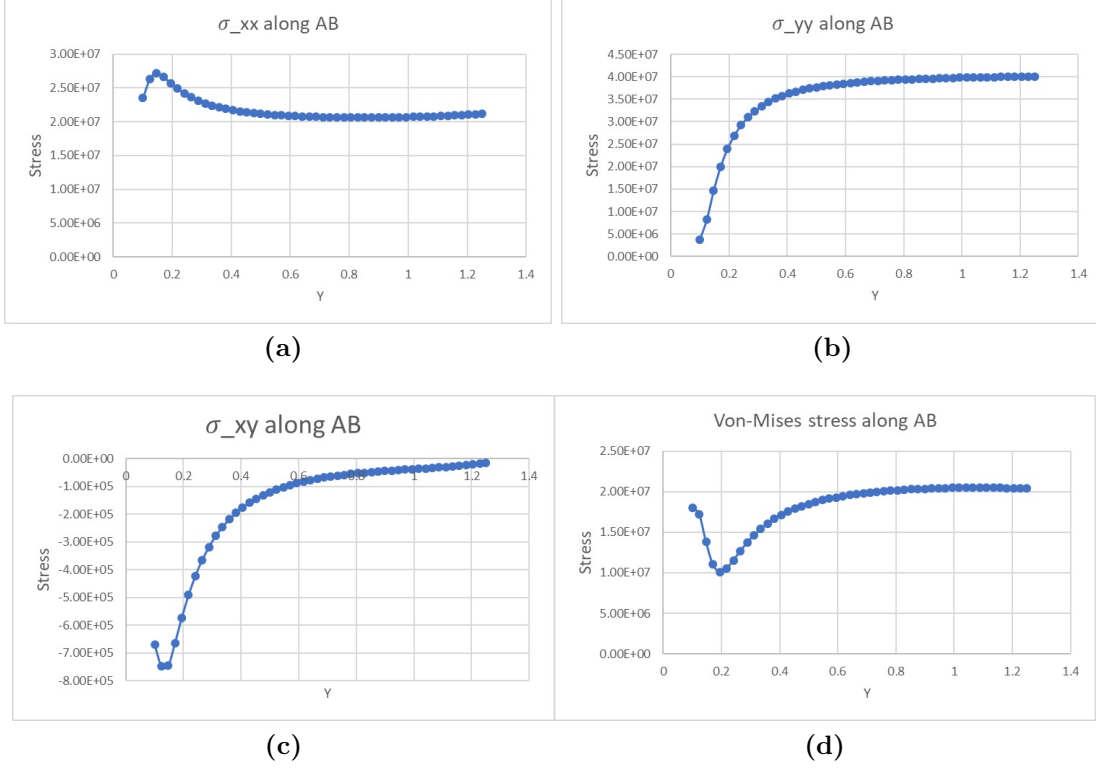 σ_xx along AB
3.00E+07
2.50E+07
2.00E+07
1.50E+07
1.00E+07
5.00E+06
0.00E+00
Stress
0 0.2 0.4 0.6 0.8 1 1.2 1.4
Y
(a)
σ_yy along AB
4.50E+07
4.00E+07
3.50E+07
3.00E+07
2.50E+07
2.00E+07
1.50E+07
1.00E+07
5.00E+06
0.00E+00
Stress
0 0.2 0.4 0.6 0.8 1 1.2 1.4
Y
(b)
σ_xy along AB
0.00E+00
-1.00E+05
-2.00E+05
-3.00E+05
-4.00E+05
-5.00E+05
-6.00E+05
-7.00E+05
-8.00E+05
Stress
0 0.2 0.4 0.6 0.8 1 1.2 1.4
Y
(c)
Von-Mises stress along AB
2.50E+07
2.00E+07
1.50E+07
1.00E+07
5.00E+06
0.00E+00
Stress
0 0.2 0.4 0.6 0.8 1 1.2 1.4
Y
(d)